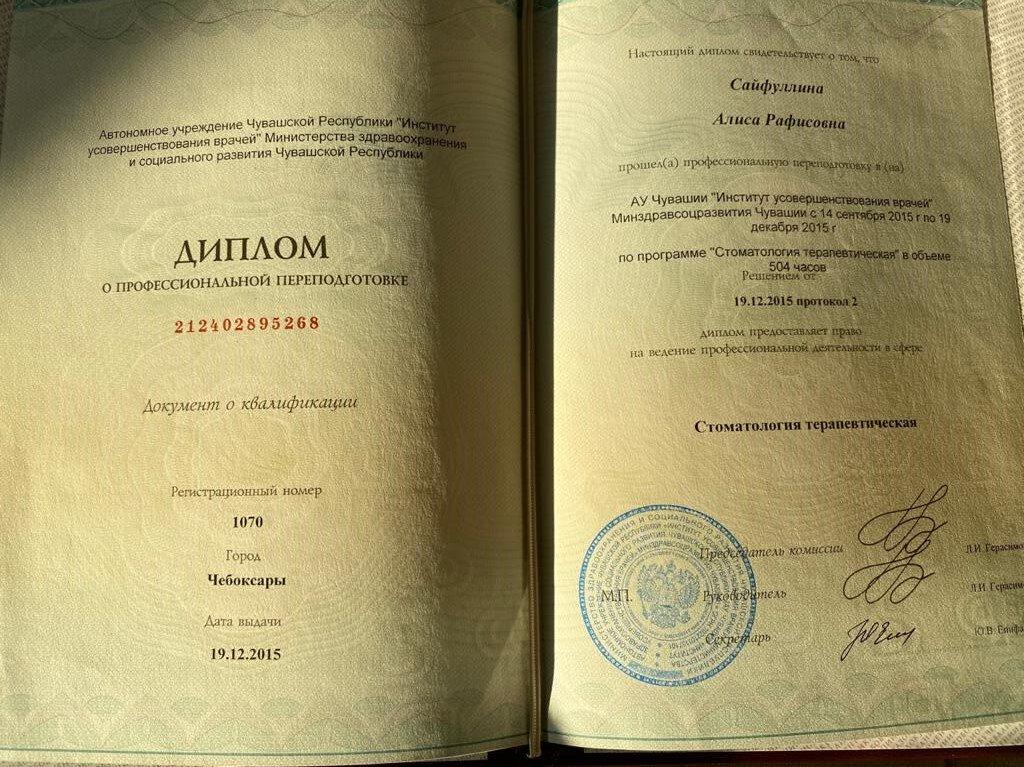 Автономное учреждение Чувашской Республики "Институт
усовершенствования врачей" Министерства здравоохранения
и социального развития Чувашской Республики
ДИПЛОМ
О ПРОФЕССИОНАЛЬНОЙ ПЕРЕПОДГОТОВКЕ
212402895268
Документ о квалификации
Регистрационный номер
1070
Город
Чебоксары
Дата выдачи
19.12.2015
Настоящий диплом свидетельствует о том, что
Сайфуллина
Алиса Рафисовна
прошел(а) профессиональную переподготовку в (на)
АУ Чувашии "Институт усовершенствования врачей"
Минздравсоцразвития Чувашии с 14 сентября 2015 г по 19
декабря 2015 г
по программе "Стоматология терапевтическая" в объеме
504 часов
Решением от
19.12.2015 протокол 2
диплом предоставляет право
на ведение профессиональной деятельности в сфере
Стоматология терапевтическая
Председатель комиссии
Л.И. Герасимо
М.П.
Руководитель
Л.И. Герасим
Секретарь